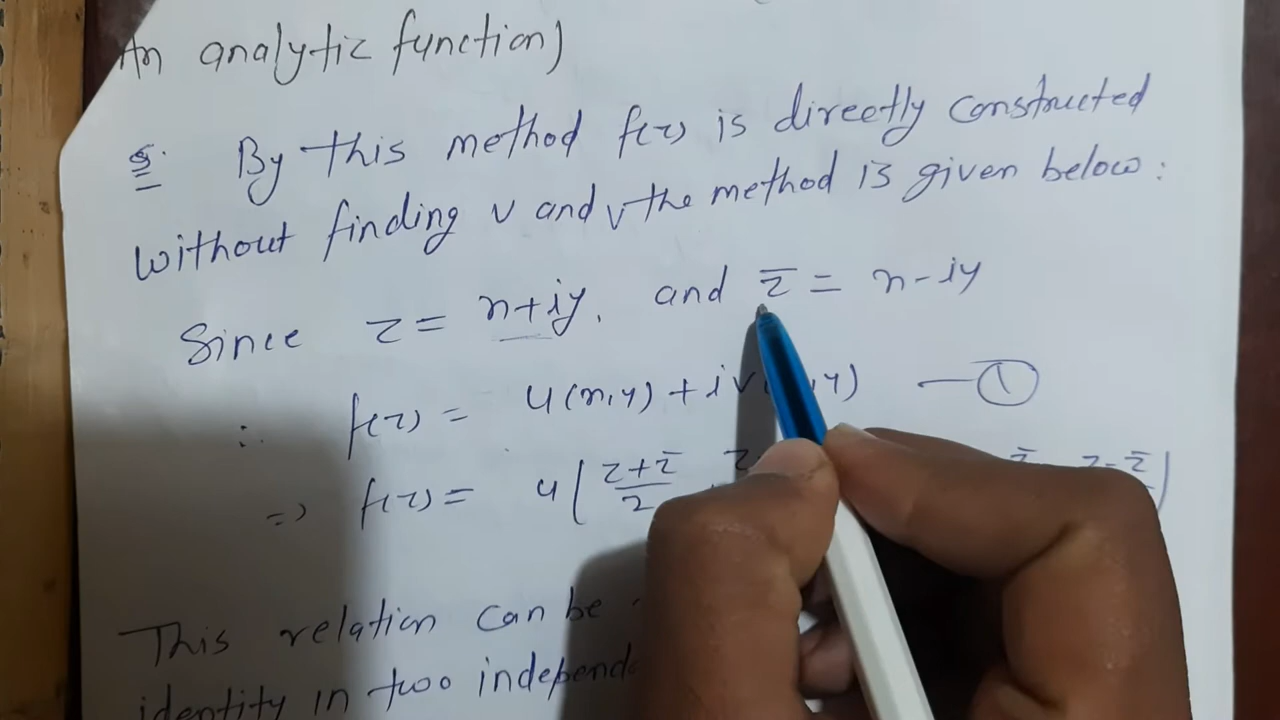 An analytic function)
By this method f(z) is directly constructed
without finding v and v the method is given below:
Since z = x+iy. and z̄ = x-iy
∴ f(z) = u(x,y) + iv y) — ①
⇒ f(z) = u( (z+z̄)/2 z-z̄ )
This relation can be
identity in two